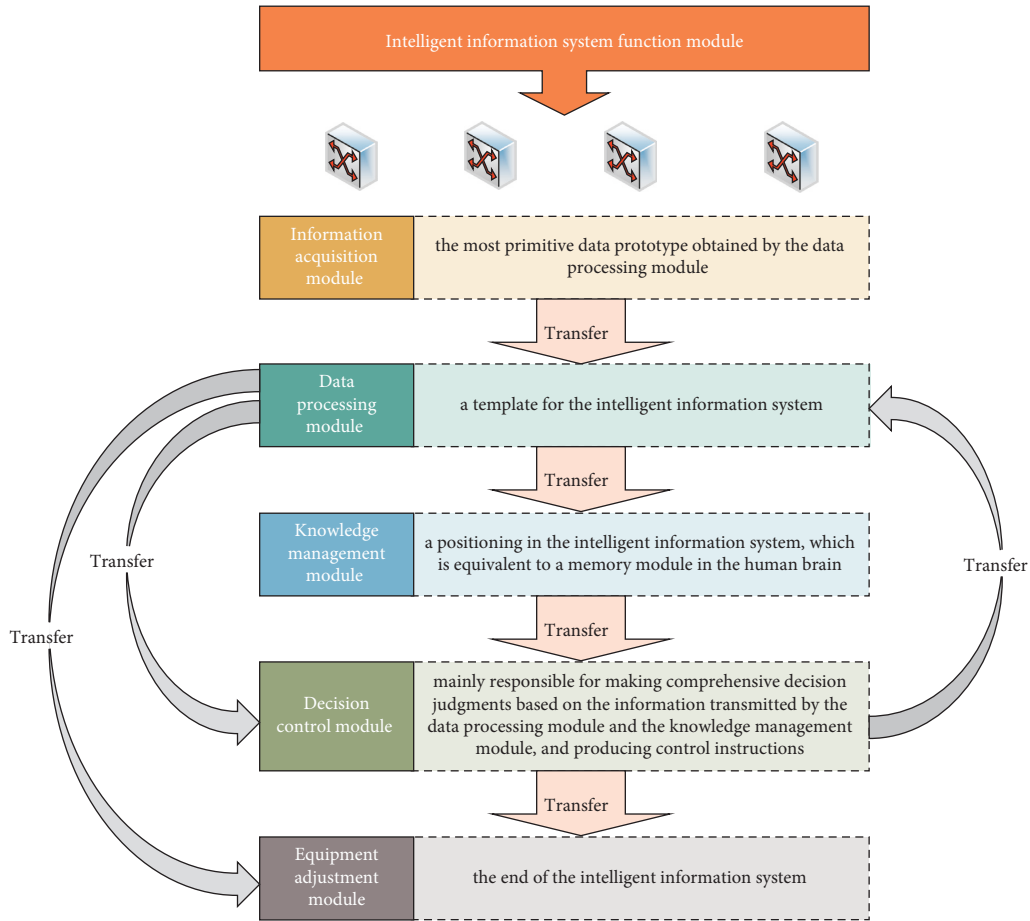 Intelligent information system function module
Information
acquisition
module
the most primitive data prototype obtained by the data
processing module
Transfer
Data
processing
module
a template for the intelligent information system
Transfer
Knowledge
management
module
a positioning in the intelligent information system, which
is equivalent to a memory module in the human brain
Transfer
Transfer
Transfer
Transfer
Decision
control module
mainly responsible for making comprehensive decision
judgments based on the information transmitted by the
data processing module and the knowledge management
module, and producing control instructions
Transfer
Equipment
adjustment
module
the end of the intelligent information system